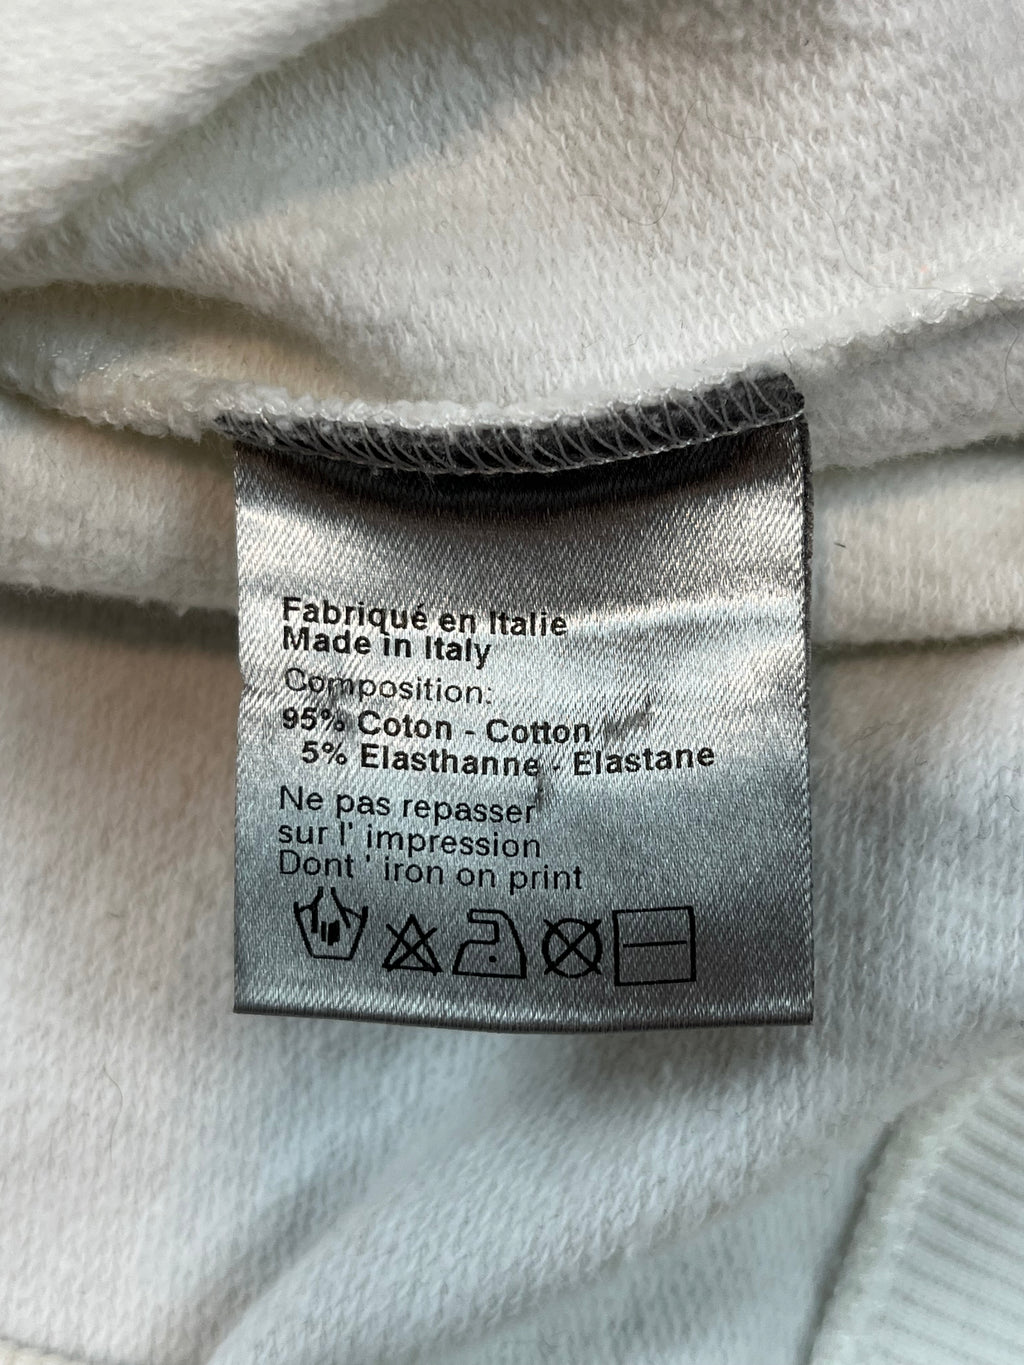 Fabriqué en Italie
Made in Italy
Composition:
95% Coton - Cotton
5% Elasthanne - Elastane
Ne pas repasser
sur l' impression
Dont ' iron on print